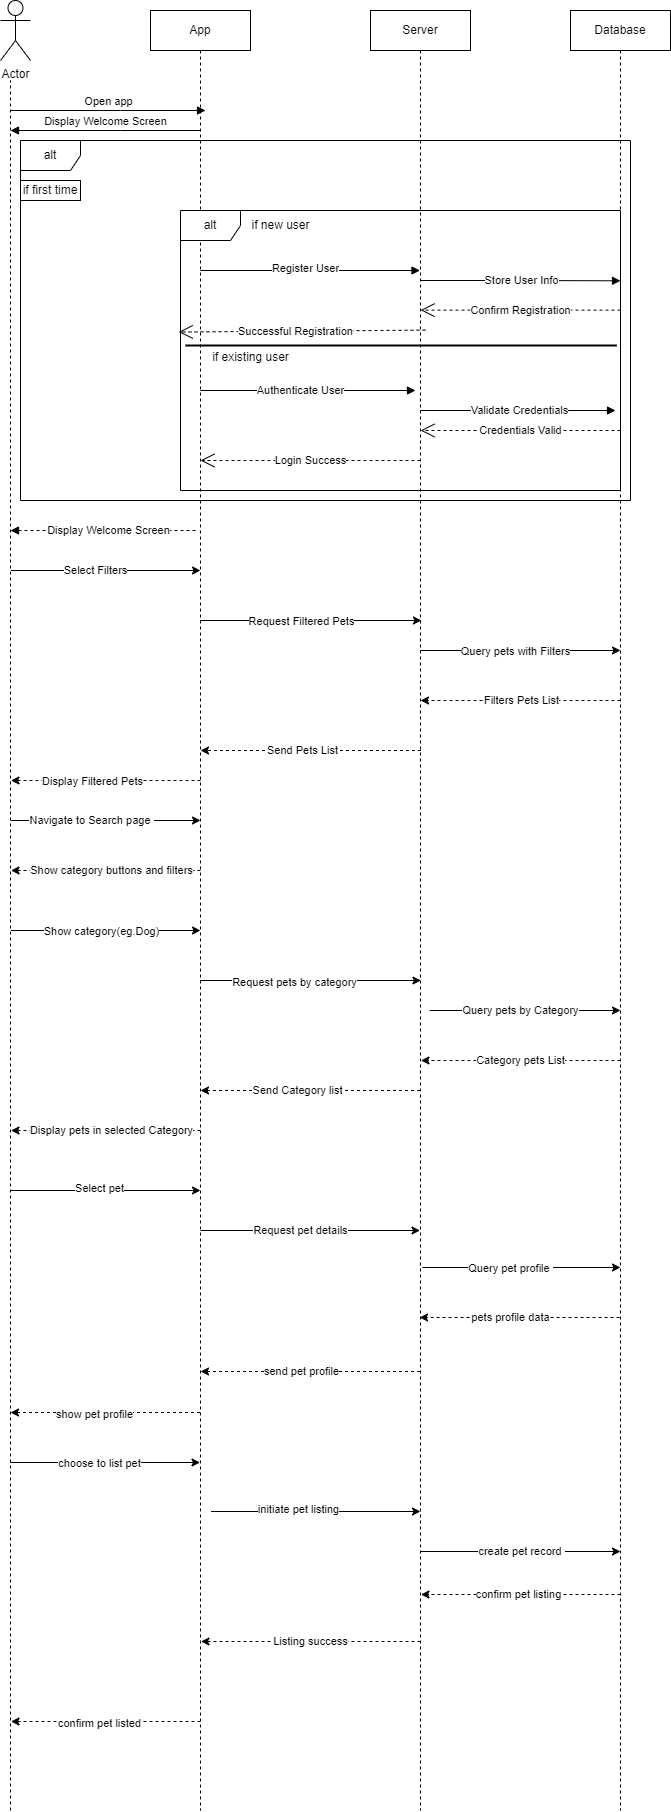 App
Server
Database
Actor
Open app
Display Welcome Screen
alt
if first time
alt
if new user
Register User
Store User Info
Confirm Registration
Successful Registration
if existing user
Authenticate User
Validate Credentials
Credentials Valid
Login Success
Display Welcome Screen
Select Filters
Request Filtered Pets
Query pets with Filters
Filters Pets List
Send Pets List
Display Filtered Pets
Navigate to Search page
Show category buttons and filters
Show category(eg.Dog)
Request pets by category
Query pets by Category
Category pets List
Send Category list
Display pets in selected Category
Select pet
Request pet details
Query pet profile
pets profile data
send pet profile
show pet profile
choose to list pet
initiate pet listing
create pet record
confirm pet listing
Listing success
confirm pet listed